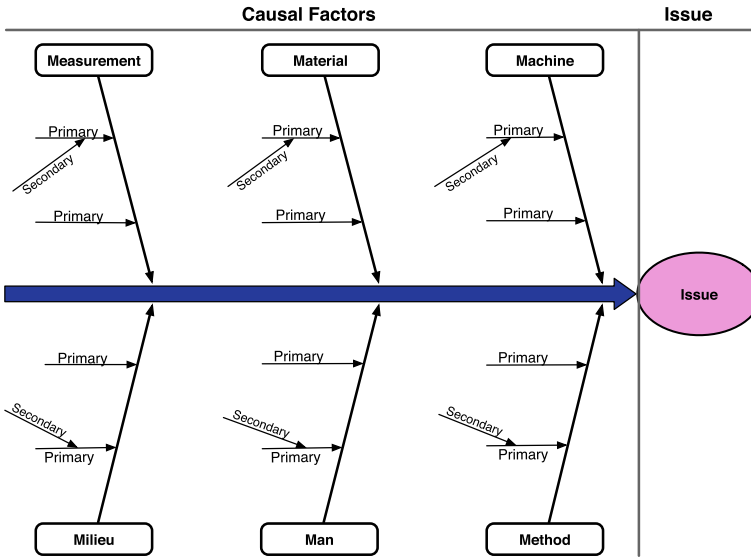 Causal Factors
Issue
Measurement
Material
Machine
Primary
Secondary
Primary
Secondary
Primary
Secondary
Primary
Primary
Primary
Issue
Primary
Primary
Primary
Secondary
Primary
Secondary
Primary
Secondary
Primary
Milieu
Man
Method